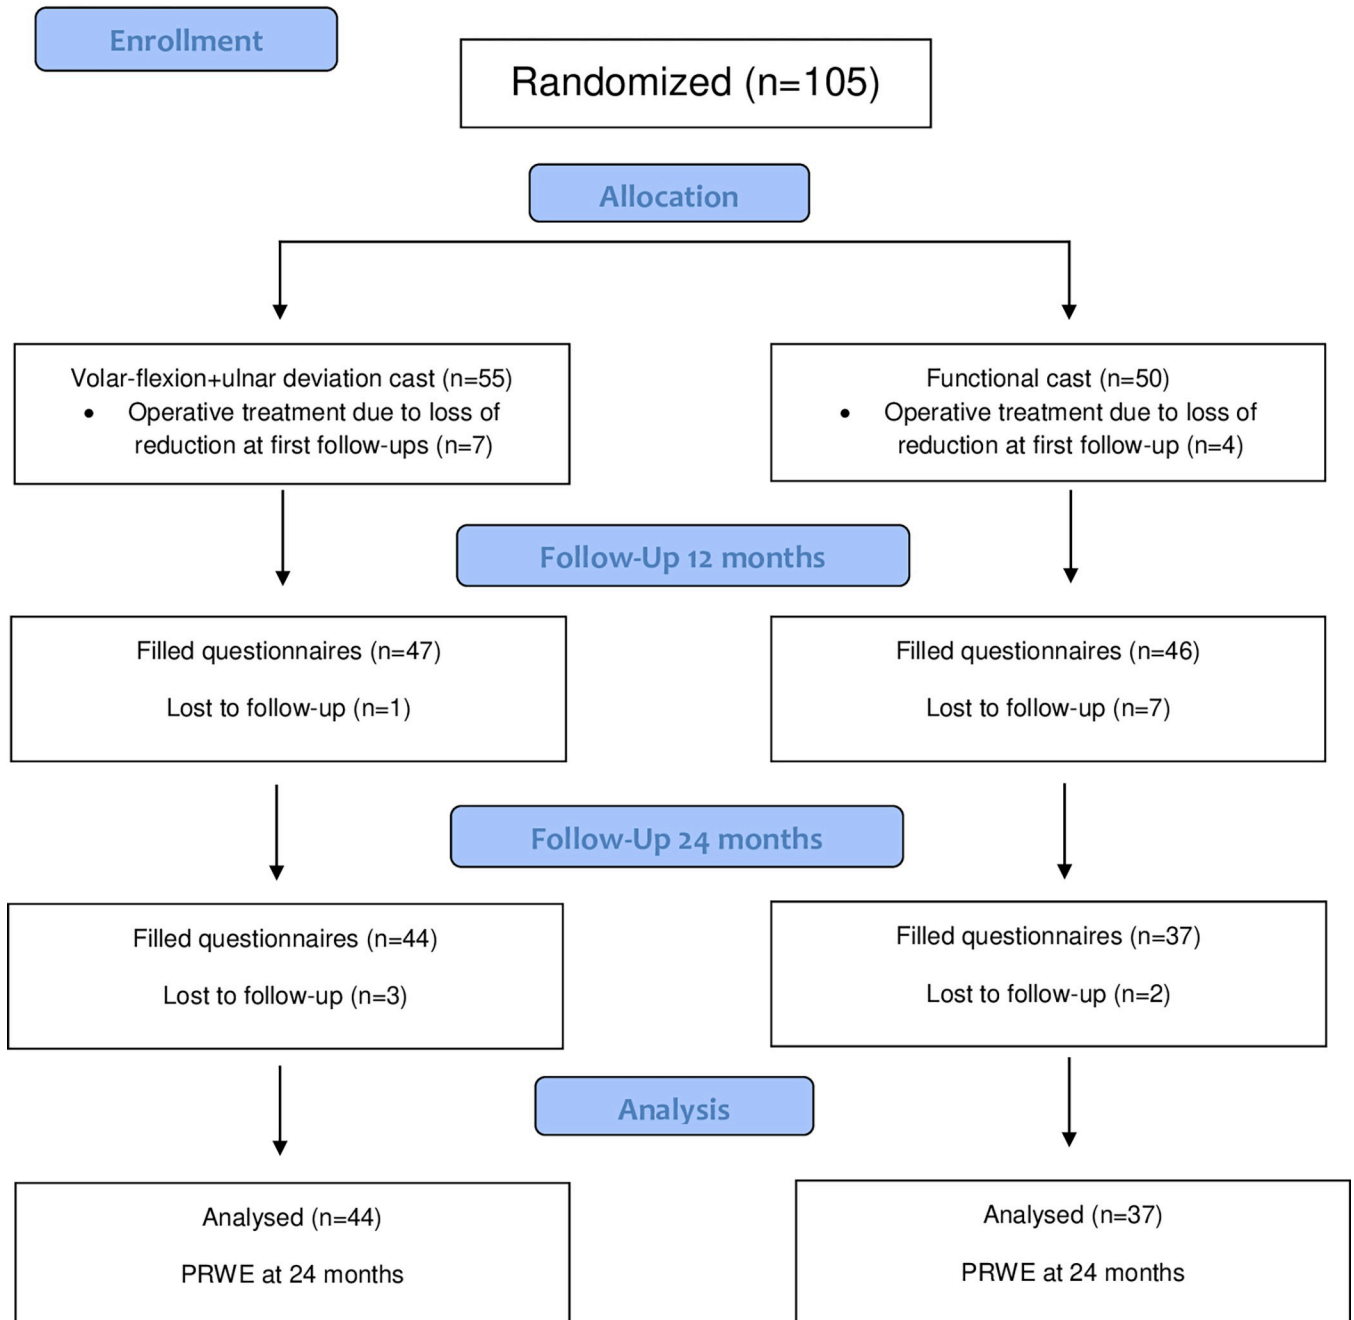 Enrollment
Randomized (n=105)
Allocation
Volar-flexion+ulnar deviation cast (n=55)
• Operative treatment due to loss of
reduction at first follow-ups (n=7)
Functional cast (n=50)
• Operative treatment due to loss of
reduction at first follow-up (n=4)
Follow-Up 12 months
Filled questionnaires (n=47)
Lost to follow-up (n=1)
Filled questionnaires (n=46)
Lost to follow-up (n=7)
Follow-Up 24 months
Filled questionnaires (n=44)
Lost to follow-up (n=3)
Filled questionnaires (n=37)
Lost to follow-up (n=2)
Analysis
Analysed (n=44)
PRWE at 24 months
Analysed (n=37)
PRWE at 24 months